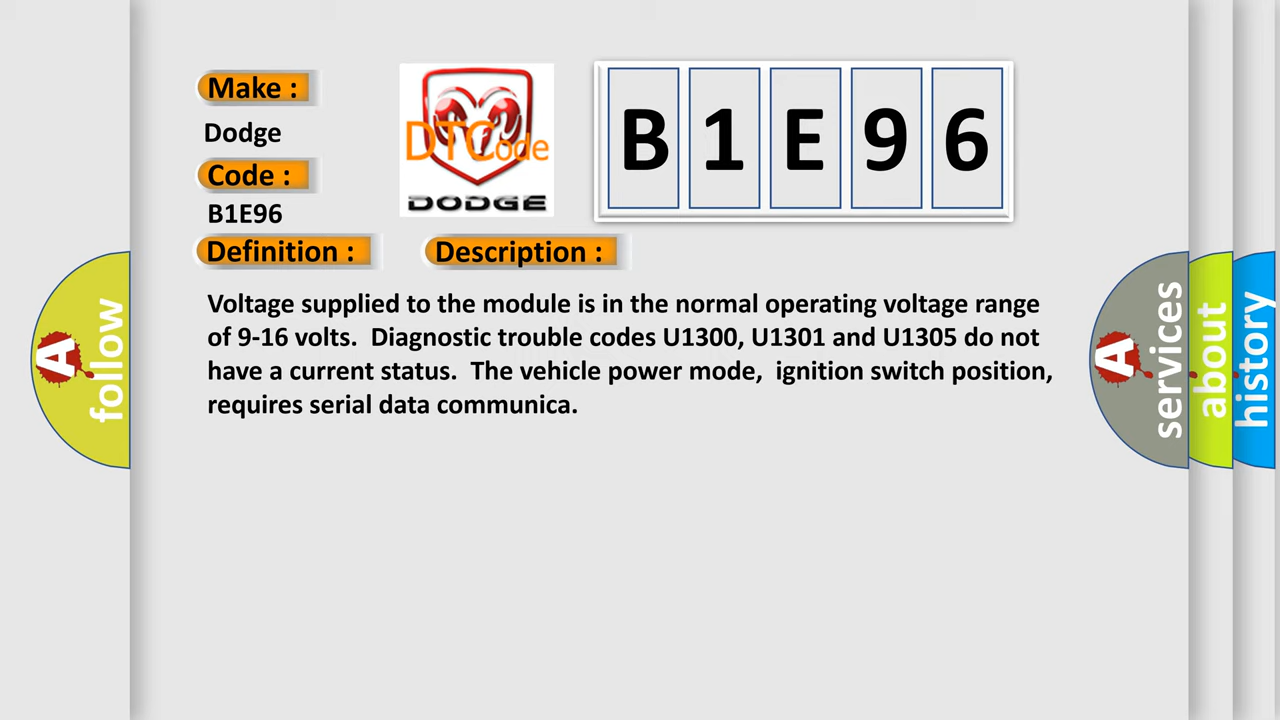 Make :
Dodge
Code :
B1E96
Definition :
Description :
DTCode
DODGE
B 1 E 9 6
Voltage supplied to the module is in the normal operating voltage range
of 9-16 volts  Diagnostic trouble codes U1300, U1301 and U1305 do not
have a current status  The vehicle power mode,  ignition switch position,
requires serial data communica.
A follow
A services
about
history